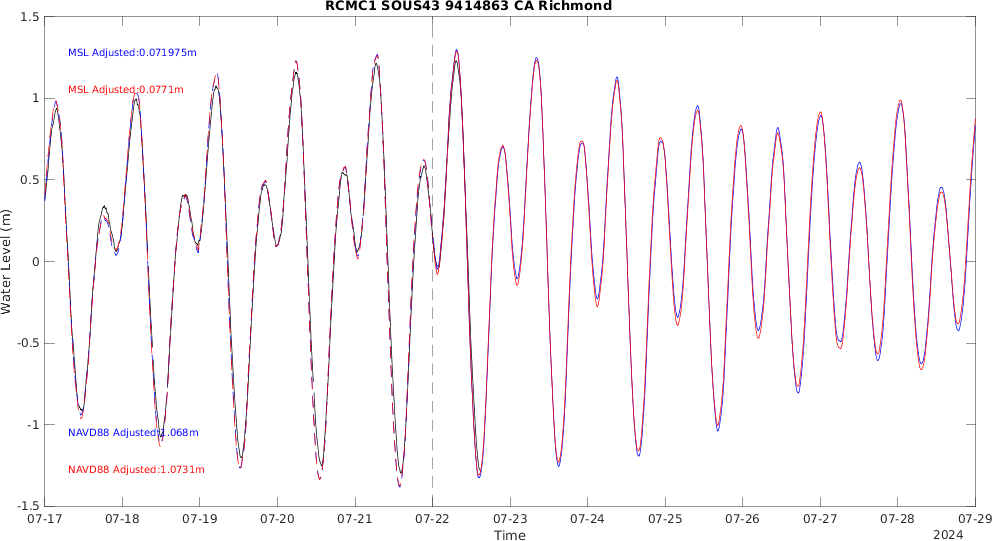 RCMC1 SOUS43 9414863 CA Richmond
1.5
MSL Adjusted:0.071975m
MSL Adjusted:0.0771m
1
0.5
Water Level (m)
0
-0.5
-1
NAVD88 Adjusted:1.068m
NAVD88 Adjusted:1.0731m
-1.5
07-17 07-18 07-19 07-20 07-21 07-22 07-23 07-24 07-25 07-26 07-27 07-28 07-29
Time
2024